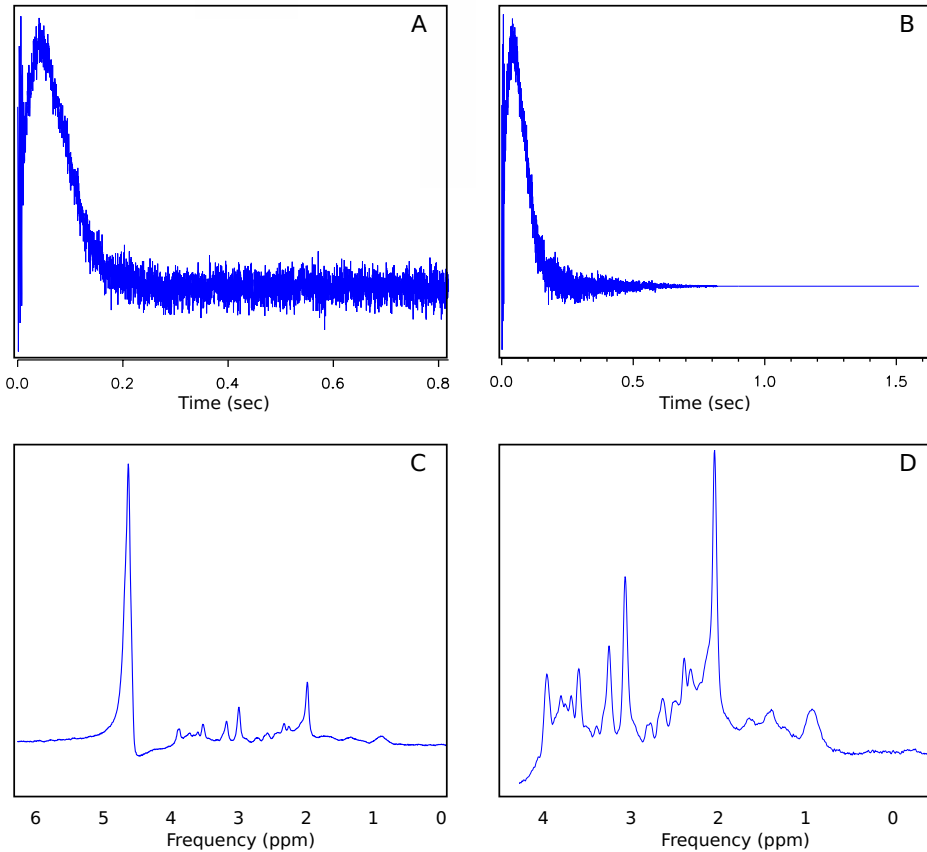 A
0.0 0.2 0.4 0.6 0.8
Time (sec)
B
0.0 0.5 1.0 1.5
Time (sec)
C
6 5 4 3 2 1 0
Frequency (ppm)
D
4 3 2 1 0
Frequency (ppm)